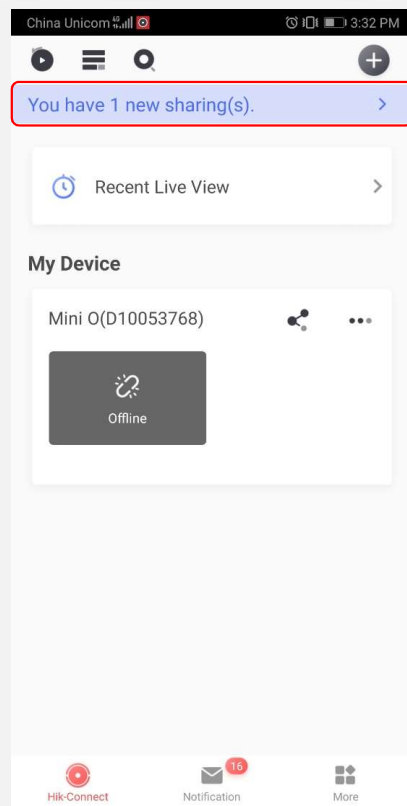 China Unicom 4G 3:32 PM
You have 1 new sharing(s).
Recent Live View
My Device
Mini O(D10053768)
Offline
16
Hik-Connect Notification More